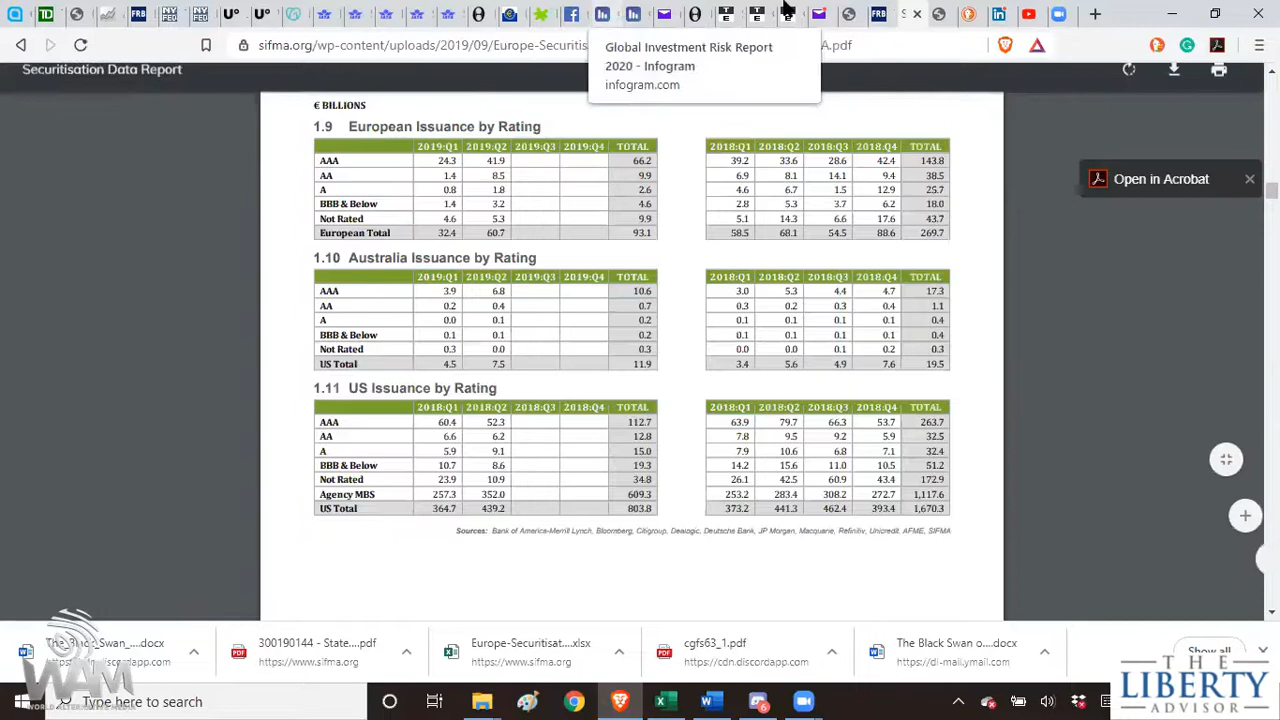 sifma.org/wp-content/uploads/2019/09/Europe-Securitis
A.pdf
Global Investment Risk Report
2020 - Infogram
infogram.com
Securitisation Data Report
Open in Acrobat
€ BILLIONS
1.9 European Issuance by Rating
2019:Q1 2019:Q2 2019:Q3 2019:Q4 TOTAL 2018:Q1 2018:Q2 2018:Q3 2018:Q4 TOTAL
AAA 24.3 41.9 66.2 39.2 33.6 28.6 42.4 143.8
AA 1.4 8.5 9.9 6.9 8.1 14.1 9.4 38.5
A 0.8 1.8 2.6 4.6 6.7 1.5 12.9 25.7
BBB & Below 1.4 3.2 4.6 2.8 5.3 3.7 6.2 18.0
Not Rated 4.6 5.3 9.9 5.1 14.3 6.6 17.6 43.7
European Total 32.4 60.7 93.1 58.5 68.1 54.5 88.6 269.7
1.10 Australia Issuance by Rating
2019:Q1 2019:Q2 2019:Q3 2019:Q4 TOTAL 2018:Q1 2018:Q2 2018:Q3 2018:Q4 TOTAL
AAA 3.9 6.8 10.6 3.0 5.3 4.4 4.7 17.3
AA 0.2 0.4 0.7 0.3 0.2 0.3 0.4 1.1
A 0.0 0.1 0.2 0.1 0.1 0.1 0.1 0.4
BBB & Below 0.1 0.1 0.2 0.1 0.1 0.1 0.1 0.4
Not Rated 0.3 0.0 0.3 0.0 0.0 0.1 0.2 0.3
US Total 4.5 7.5 11.9 3.4 5.6 4.9 7.6 19.5
1.11 US Issuance by Rating
2018:Q1 2018:Q2 2018:Q3 2018:Q4 TOTAL 2018:Q1 2018:Q2 2018:Q3 2018:Q4 TOTAL
AAA 60.4 52.3 112.7 63.9 79.7 66.3 53.7 263.7
AA 6.6 6.2 12.8 7.8 9.5 9.2 5.9 32.5
A 5.9 9.1 15.0 7.9 10.6 6.8 7.1 32.4
BBB & Below 10.7 8.6 19.3 14.2 15.6 11.0 10.5 51.2
Not Rated 23.9 10.9 34.8 26.1 42.5 60.9 43.4 172.9
Agency MBS 257.3 352.0 609.3 253.2 283.4 308.2 272.7 1,117.6
US Total 364.7 439.2 803.8 373.2 441.3 462.4 393.4 1,670.3
Sources: Bank of America-Merrill Lynch, Bloomberg, Citigroup, Dealogic, Deutsche Bank, JP Morgan, Macquarie, Refinitiv, Unicredit, AFME, SIFMA
The Black_Swan_....docx
300190144 - State....pdf
https://www.sifma.org
Europe-Securitisat....xlsx
https://www.sifma.org
cgfs63_1.pdf
https://cdn.discordapp.com
The Black Swan o....docx
https://dl-mail.ymail.com
Show all
WAM
WORLD ALTERNATIVE MEDIA
Type here to search
THE
LIBERTY
ADVISOR